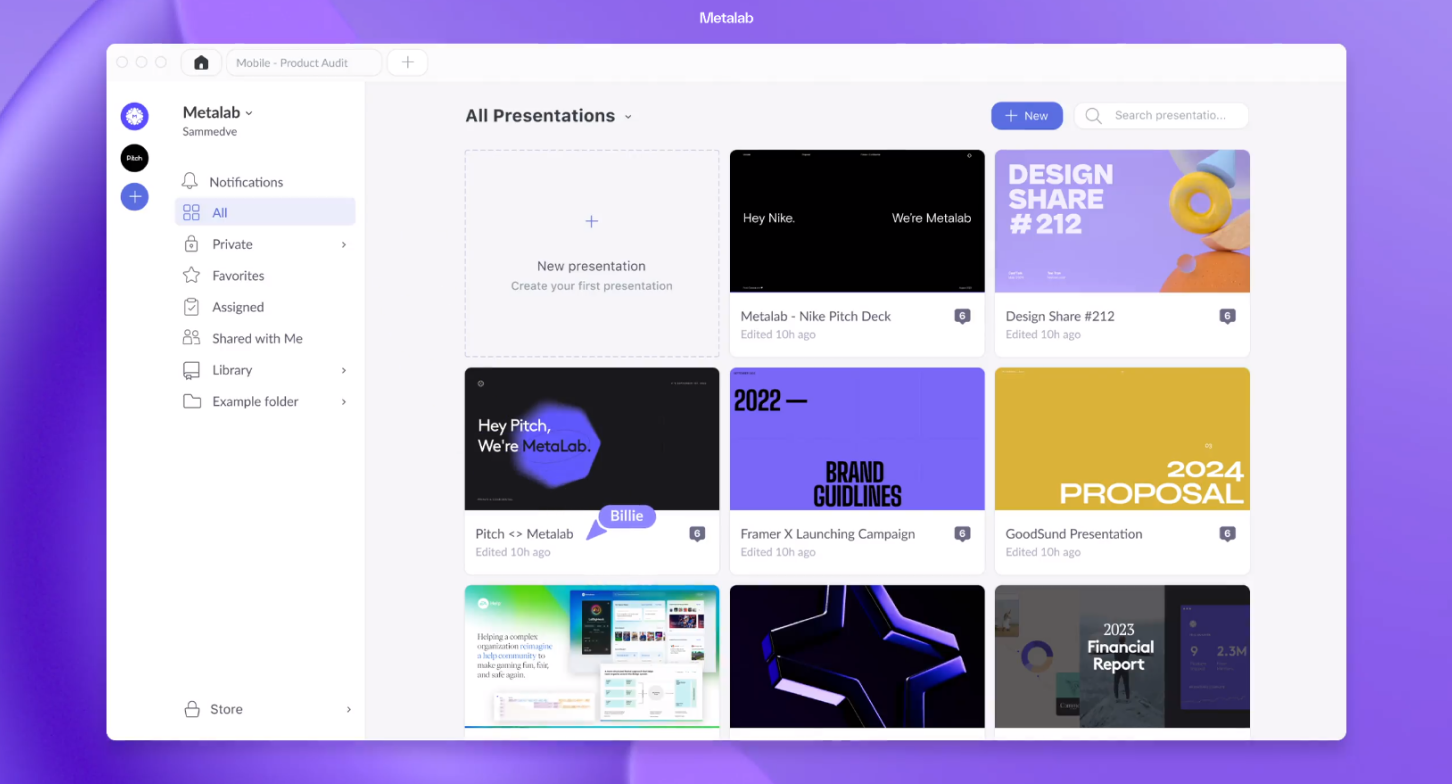 Metalab
Mobile - Product Audit
Metalab
Sammedve
Pitch
Notifications
All
Private
Favorites
Assigned
Shared with Me
Library
Example folder
Store
All Presentations
New
Search presentatio...
New presentation
Create your first presentation
Hey Nike.
We're Metalab
Metalab - Nike Pitch Deck
6
Edited 10h ago
DESIGN
SHARE
#212
Design Share #212
6
Edited 10h ago
Hey Pitch,
We're MetaLab.
Billie
Pitch <> Metalab
6
Edited 10h ago
2022 —
BRAND
GUIDLINES
Framer X Launching Campaign
6
Edited 10h ago
2024
PROPOSAL
GoodSund Presentation
6
Edited 10h ago
Helping a complex
organization reimagine
a help community to
make gaming fun, fair,
and safe again.
2023
Financial
Report
9
2.3M